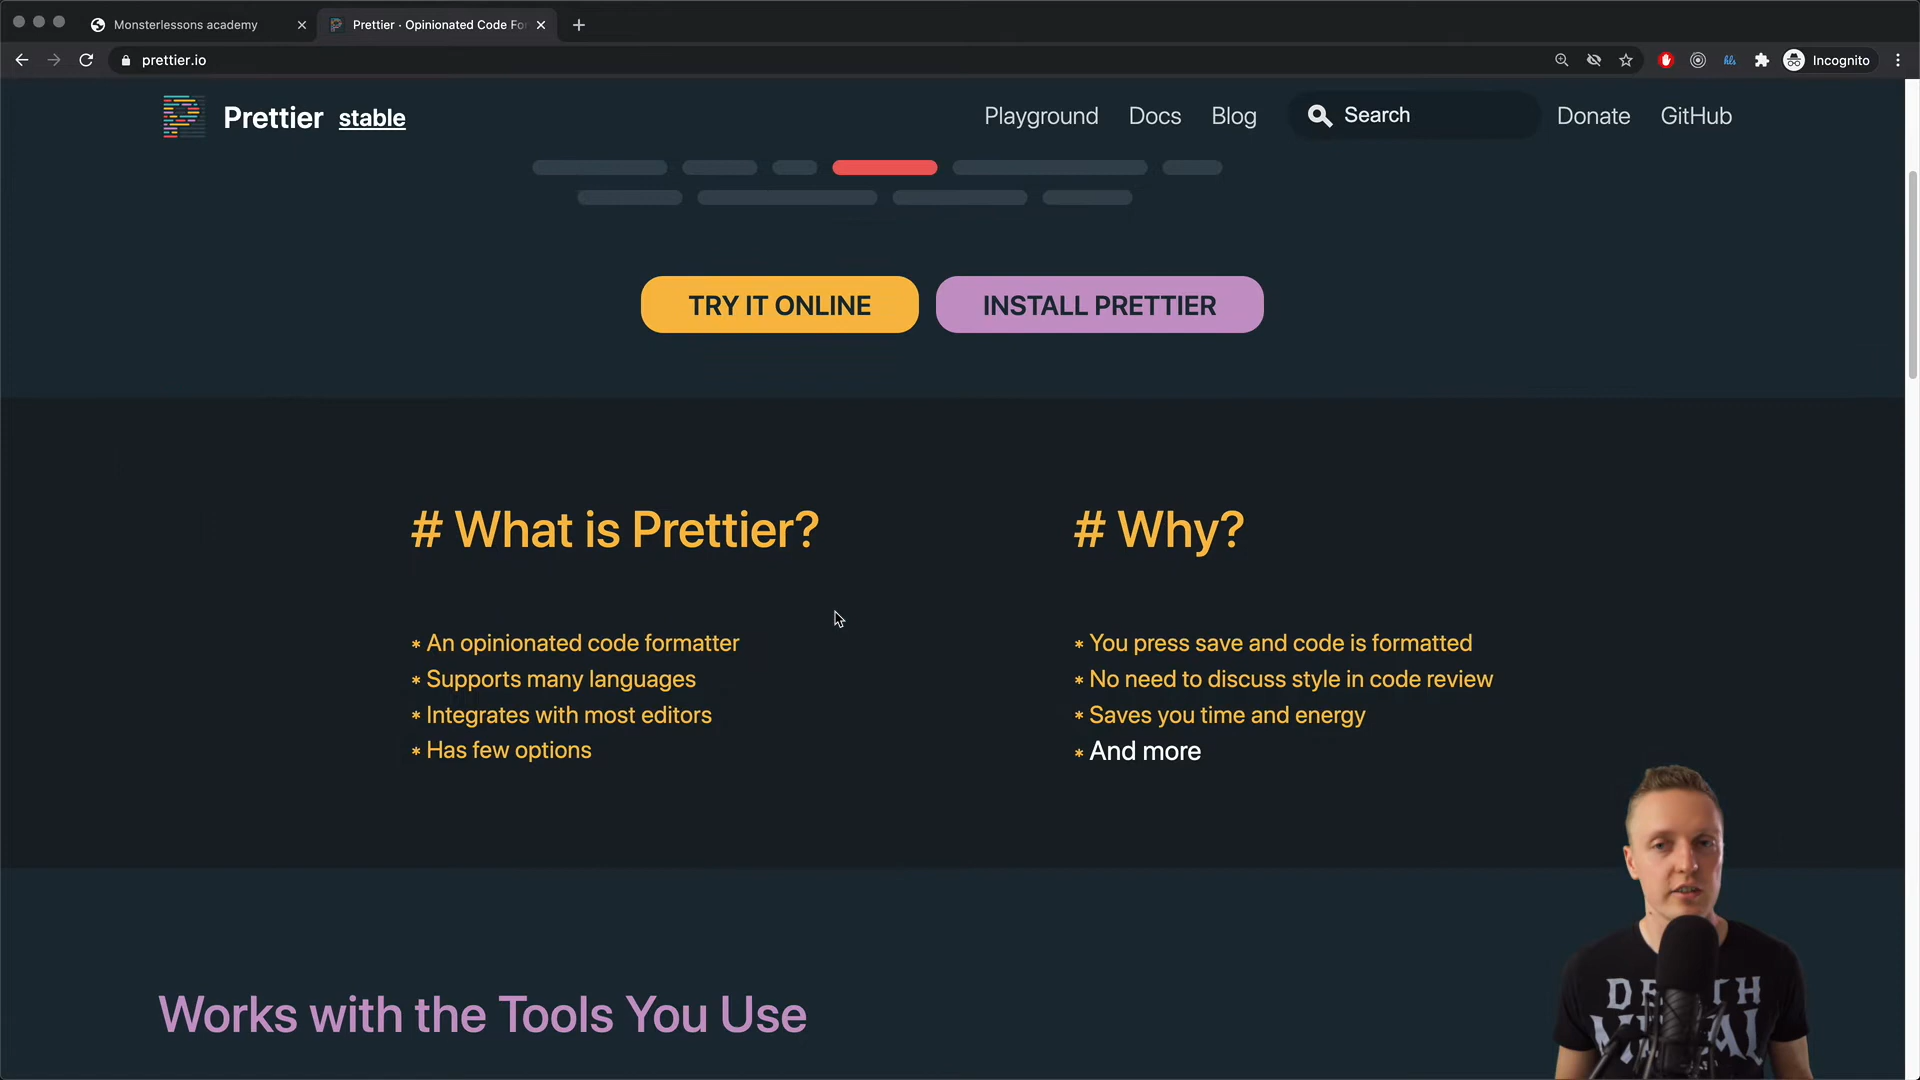 Monsterlessons academy
Prettier · Opinionated Code For
prettier.io
Incognito
Prettier stable
Playground Docs Blog Search Donate GitHub
TRY IT ONLINE INSTALL PRETTIER
# What is Prettier?
* An opinionated code formatter
* Supports many languages
* Integrates with most editors
* Has few options
# Why?
* You press save and code is formatted
* No need to discuss style in code review
* Saves you time and energy
* And more
Works with the Tools You Use